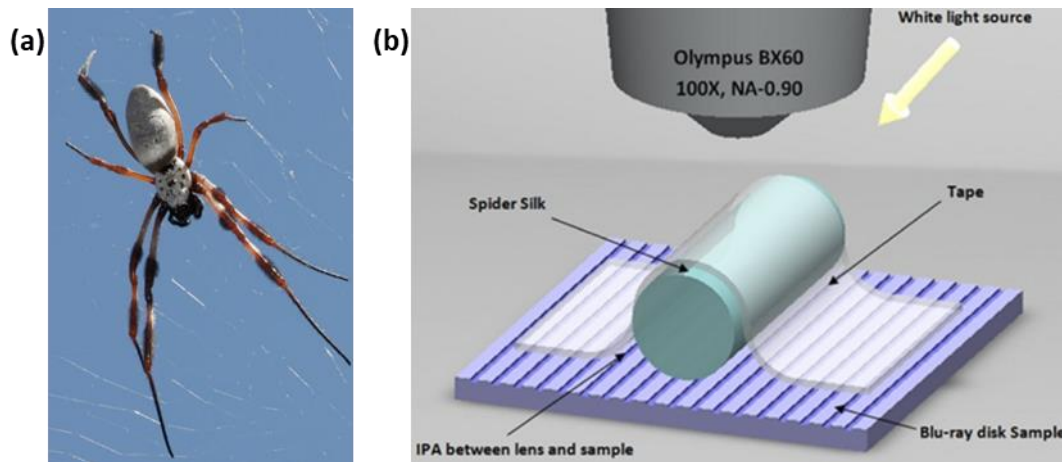 (a)
(b)
White light source
Olympus BX60
100X, NA-0.90
Spider Silk
Tape
IPA between lens and sample
Blu-ray disk Sample